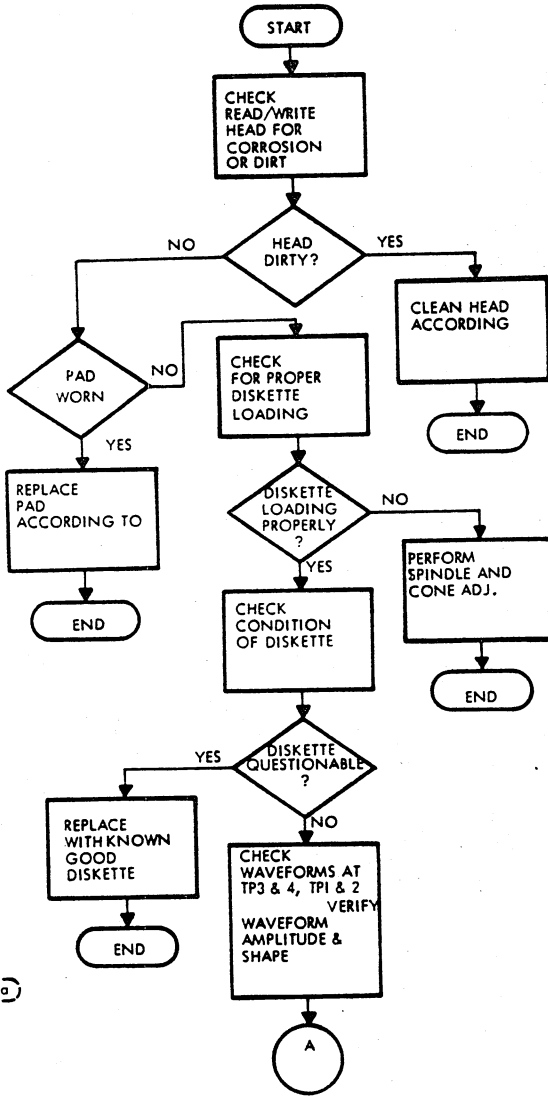 START
CHECK
READ/WRITE
HEAD FOR
CORROSION
OR DIRT
HEAD
DIRTY?
NO
YES
CLEAN HEAD
ACCORDING
END
PAD
WORN
NO
YES
CHECK
FOR PROPER
DISKETTE
LOADING
REPLACE
PAD
ACCORDING TO
END
DISKETTE
LOADING
PROPERLY
?
NO
YES
PERFORM
SPINDLE AND
CONE ADJ.
END
CHECK
CONDITION
OF DISKETTE
DISKETTE
QUESTIONABLE
?
YES
NO
REPLACE
WITH KNOWN
GOOD
DISKETTE
END
CHECK
WAVEFORMS AT
TP3 & 4, TP1 & 2
VERIFY
WAVEFORM
AMPLITUDE &
SHAPE
A
a